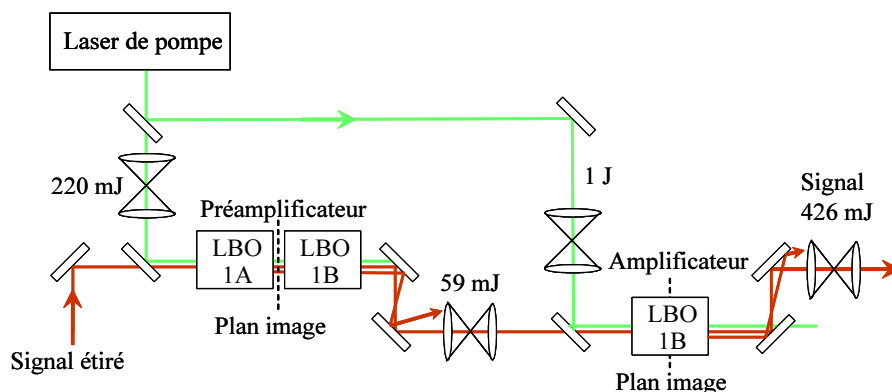 Laser de pompe
220 mJ
1 J
Signal
426 mJ
Préamplificateur
LBO
1A
LBO
1B
59 mJ
Amplificateur
Plan image
LBO
1B
Signal étiré
Plan image